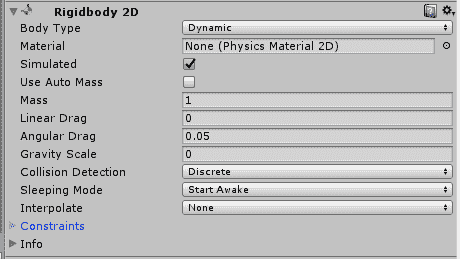 Rigidbody 2D
Body Type Dynamic
Material None (Physics Material 2D)
Simulated
Use Auto Mass
Mass 1
Linear Drag 0
Angular Drag 0.05
Gravity Scale 0
Collision Detection Discrete
Sleeping Mode Start Awake
Interpolate None
Constraints
Info